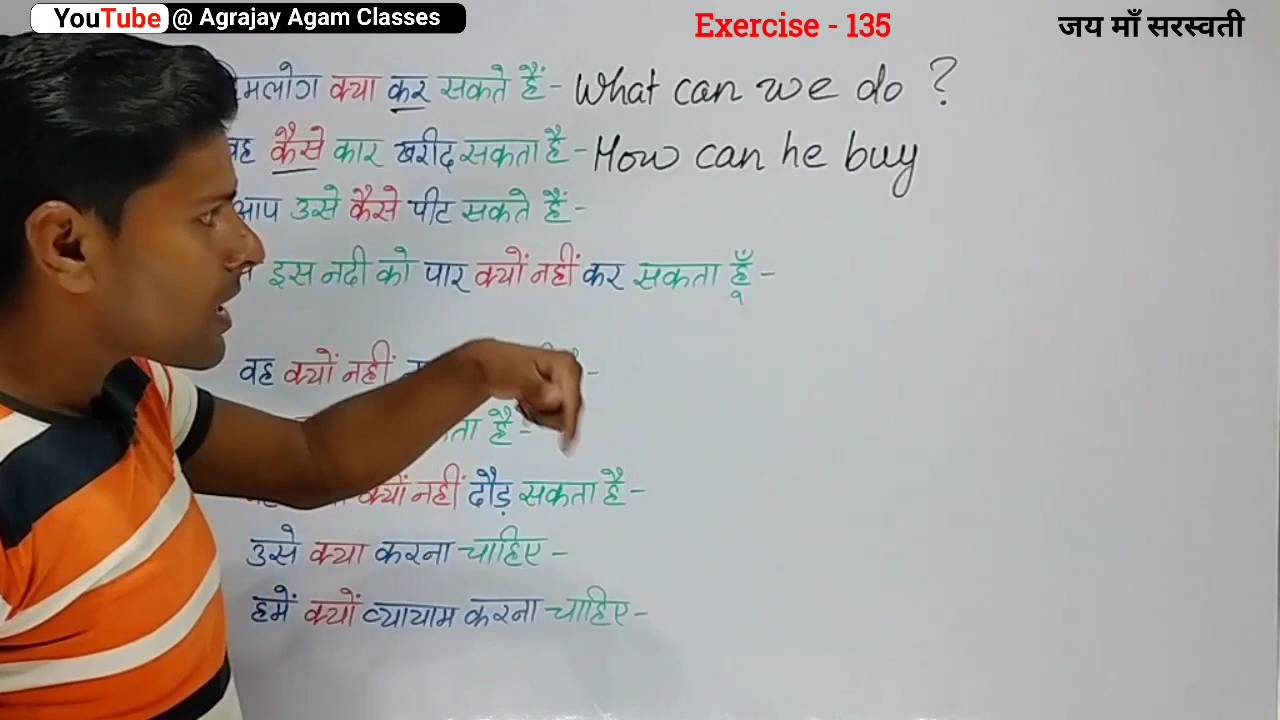 YouTube @ Agrajay Agam Classes
Exercise - 135
जय माँ सरस्वती
हमलोग क्या कर सकते हैं - What can we do ?
वह कैसे कार खरीद सकता है - How can he buy
आप उसे कैसे पीट सकते हैं -
इस नदी को पार क्यों नहीं कर सकता हूँ -
वह क्यों नहीं
है -
क्यों नहीं दौड़ सकता है -
उसे क्या करना चाहिए -
हमें क्यों व्यायाम करना चाहिए -